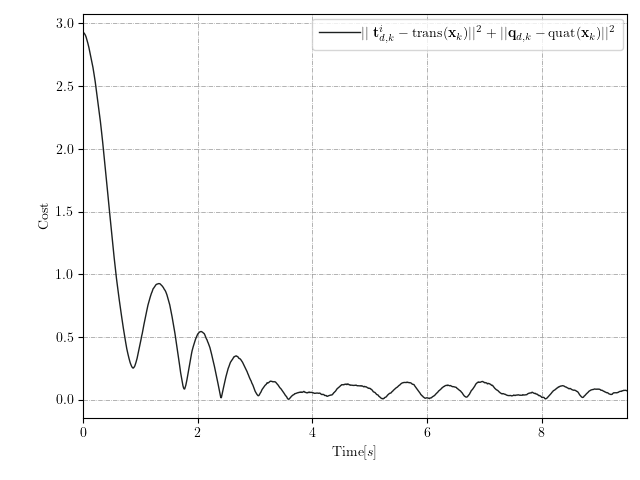 || t^i_{d,k} − trans(x_k)||^2 + ||q_{d,k} − quat(x_k)||^2
3.0
2.5
2.0
1.5
1.0
0.5
0.0
Cost
0 2 4 6 8
Time[s]